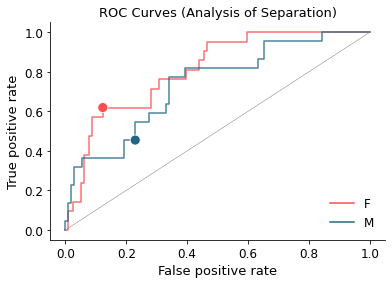 ROC Curves (Analysis of Separation)
True positive rate
1.0
0.8
0.6
0.4
0.2
0.0
F
M
0.0 0.2 0.4 0.6 0.8 1.0
False positive rate